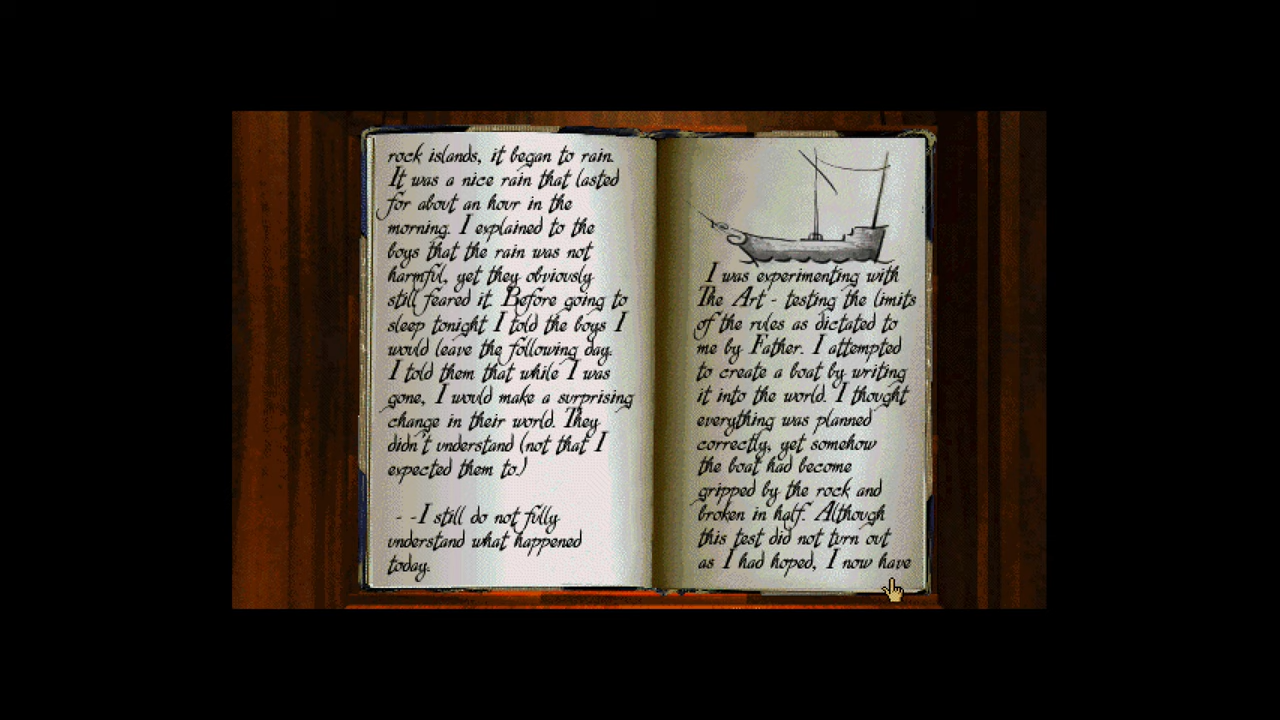 rock islands, it began to rain.
It was a nice rain that lasted
for about an hour in the
morning. I explained to the
boys that the rain was not
harmful, yet they obviously
still feared it. Before going to
sleep tonight I told the boys I
would leave the following day.
I told them that while I was
gone, I would make a surprising
change in their world. They
didn't understand (not that I
expected them to.)
--I still do not fully
understand what happened
today.
I was experimenting with
The Art - testing the limits
of the rules as dictated to
me by Father. I attempted
to create a boat by writing
it into the world. I thought
everything was planned
correctly, yet somehow
the boat had become
gripped by the rock and
broken in half. Although
this test did not turn out
as I had hoped, I now have